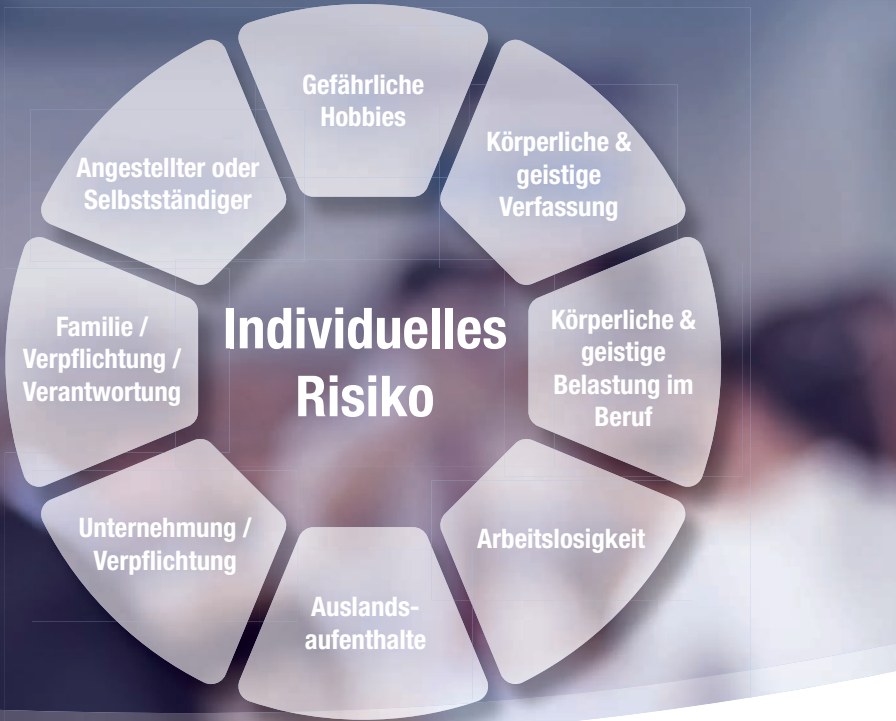 Gefährliche
Hobbies
Körperliche &
geistige
Verfassung
Körperliche &
geistige
Belastung im
Beruf
Arbeitslosigkeit
Auslands-
aufenthalte
Unternehmung /
Verpflichtung
Familie /
Verpflichtung /
Verantwortung
Angestellter oder
Selbstständiger
Individuelles
Risiko